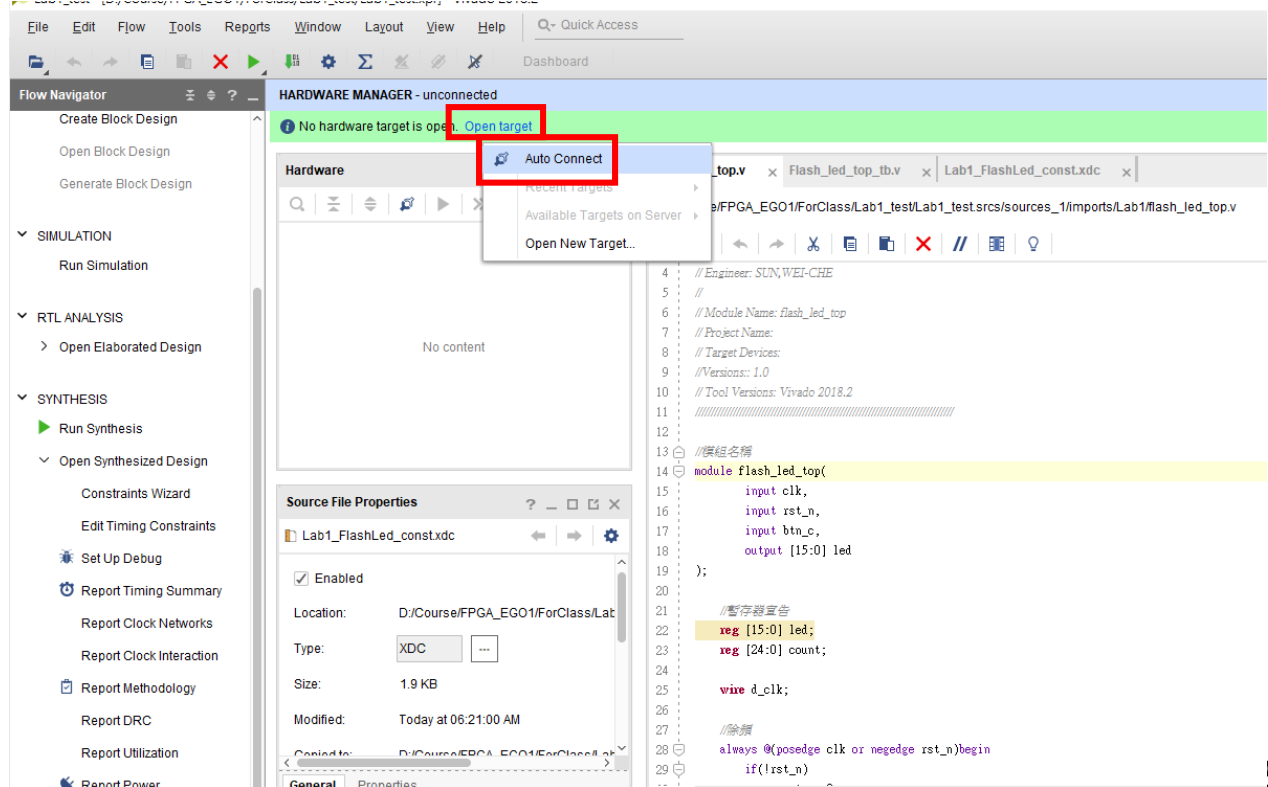 Lab1_test - [D:/Course/FPGA_EGO1/ForClass/Lab1_test/Lab1_test.xpr] - Vivado 2018.2
File Edit Flow Tools Reports Window Layout View Help Quick Access
Dashboard
Flow Navigator
HARDWARE MANAGER - unconnected
No hardware target is open. Open target
Auto Connect
Recent Targets
Available Targets on Server
Open New Target...
Create Block Design
Open Block Design
Generate Block Design
SIMULATION
Run Simulation
RTL ANALYSIS
Open Elaborated Design
SYNTHESIS
Run Synthesis
Open Synthesized Design
Constraints Wizard
Edit Timing Constraints
Set Up Debug
Report Timing Summary
Report Clock Networks
Report Clock Interaction
Report Methodology
Report DRC
Report Utilization
Report Power
Hardware
No content
Source File Properties
Lab1_FlashLed_const.xdc
Enabled
Location: D:/Course/FPGA_EGO1/ForClass/Lab
Type: XDC
Size: 1.9 KB
Modified: Today at 06:21:00 AM
Copied to: D:/Course/FPGA_EGO1/ForClass/Lab
General Properties
_top.v Flash_led_top_tb.v Lab1_FlashLed_const.xdc
e/FPGA_EGO1/ForClass/Lab1_test/Lab1_test.srcs/sources_1/imports/Lab1/flash_led_top.v
4 // Engineer: SUN,WEI-CHE
5 //
6 // Module Name: flash_led_top
7 // Project Name:
8 // Target Devices:
9 //Versions:: 1.0
10 // Tool Versions: Vivado 2018.2
11 //////////////////////////////////////////////////////////////////////////////////
12
13 //模組名稱
14 module flash_led_top(
15 input clk,
16 input rst_n,
17 input btn_c,
18 output [15:0] led
19 );
20
21 //暫存器宣告
22 reg [15:0] led;
23 reg [24:0] count;
24
25 wire d_clk;
26
27 //除頻
28 always @(posedge clk or negedge rst_n)begin
29 if(!rst_n)